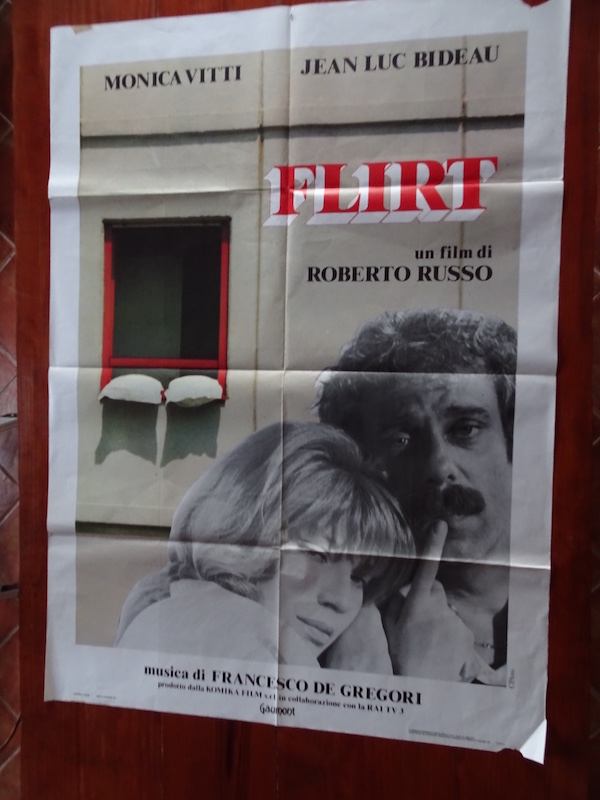 MONICA VITTI
JEAN LUC BIDEAU
FLIRT
un film di
ROBERTO RUSSO
musica di FRANCESCO DE GREGORI
prodotto dalla KOMIKA FILM s.r.l. in collaborazione con la RAI TV 3
Gaumont